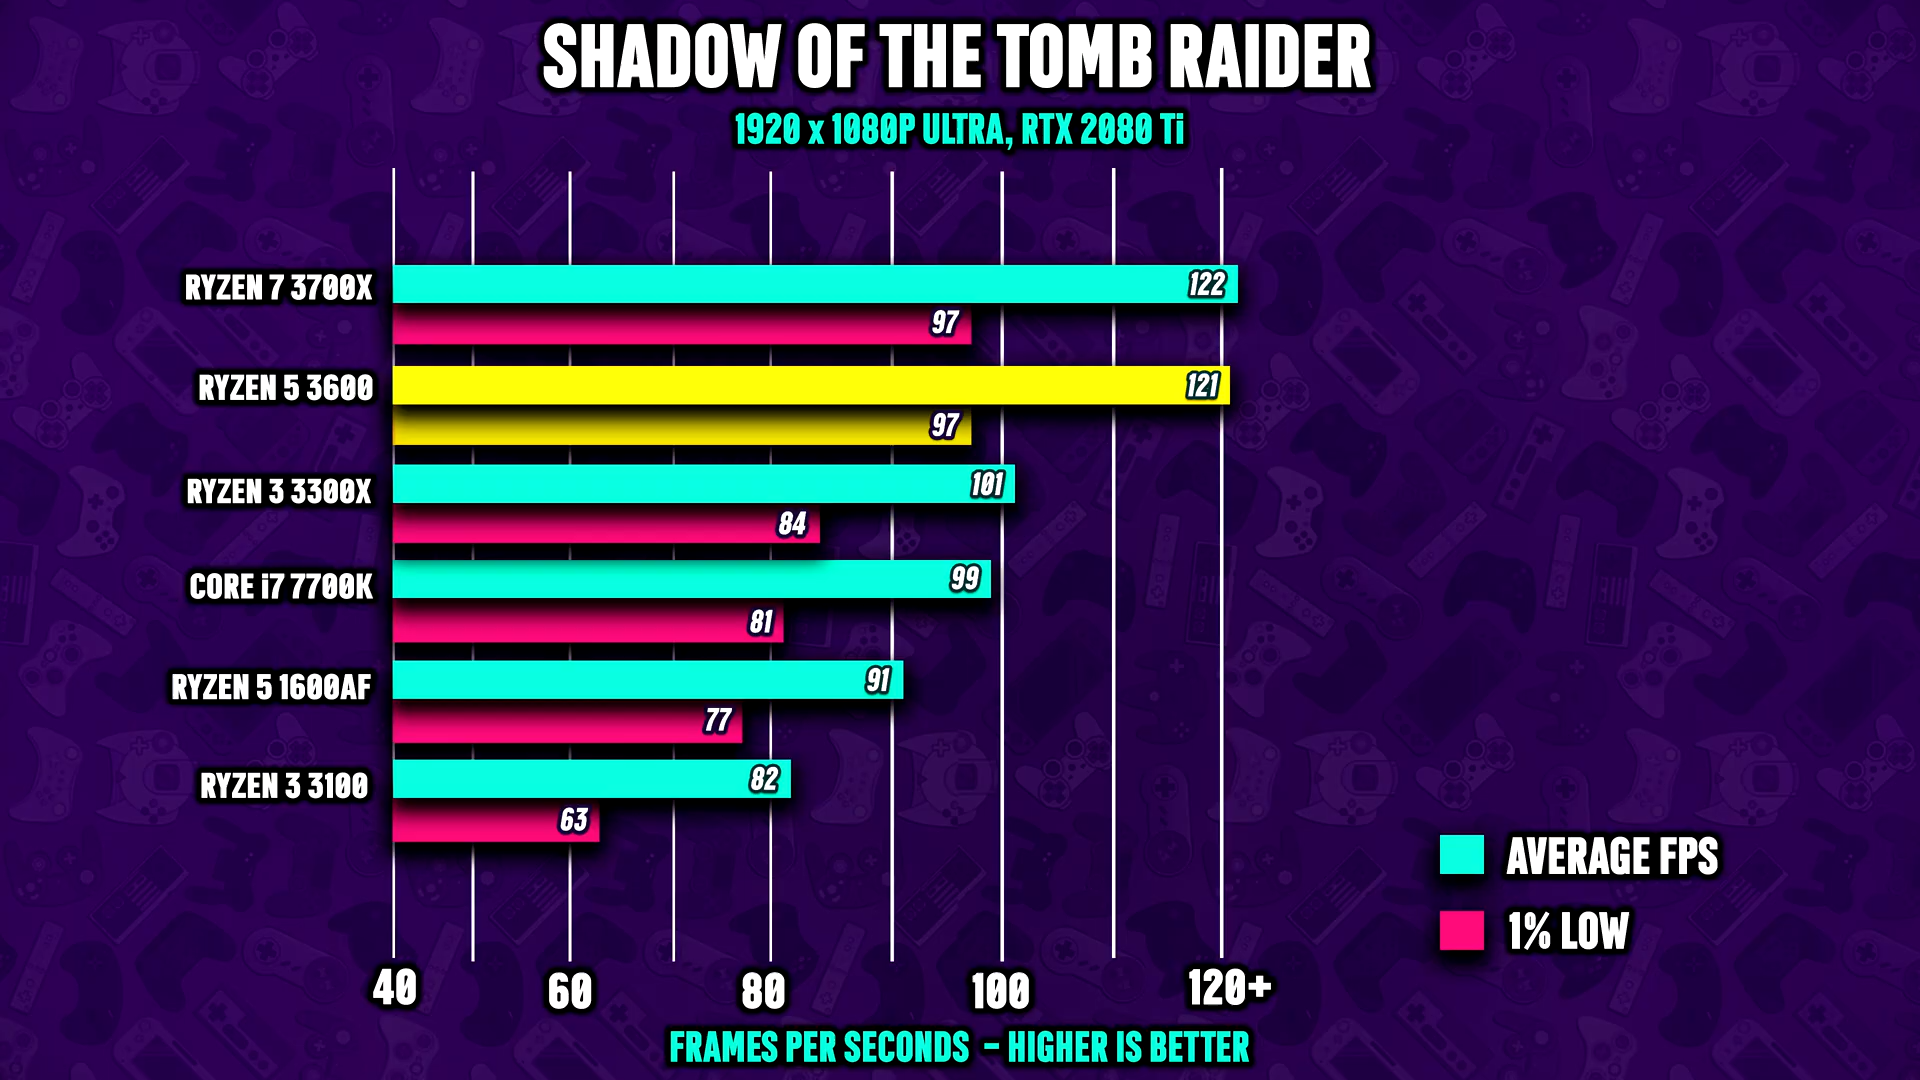 SHADOW OF THE TOMB RAIDER
1920 x 1080P ULTRA, RTX 2080 Ti
RYZEN 7 3700X 122
97
RYZEN 5 3600 121
97
RYZEN 3 3300X 101
84
CORE i7 7700K 99
81
RYZEN 5 1600AF 91
77
RYZEN 3 3100 82
63
AVERAGE FPS
1% LOW
40 60 80 100 120+
FRAMES PER SECONDS – HIGHER IS BETTER